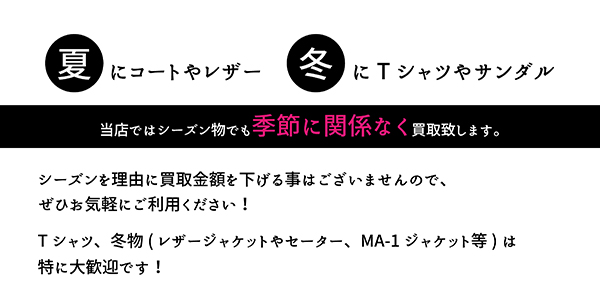 夏にコートやレザー 冬にTシャツやサンダル
当店ではシーズン物でも季節に関係なく買取致します。
シーズンを理由に買取金額を下げる事はございませんので、
ぜひお気軽にご利用ください！
Tシャツ、冬物(レザージャケットやセーター、MA-1ジャケット等)は
特に大歓迎です！